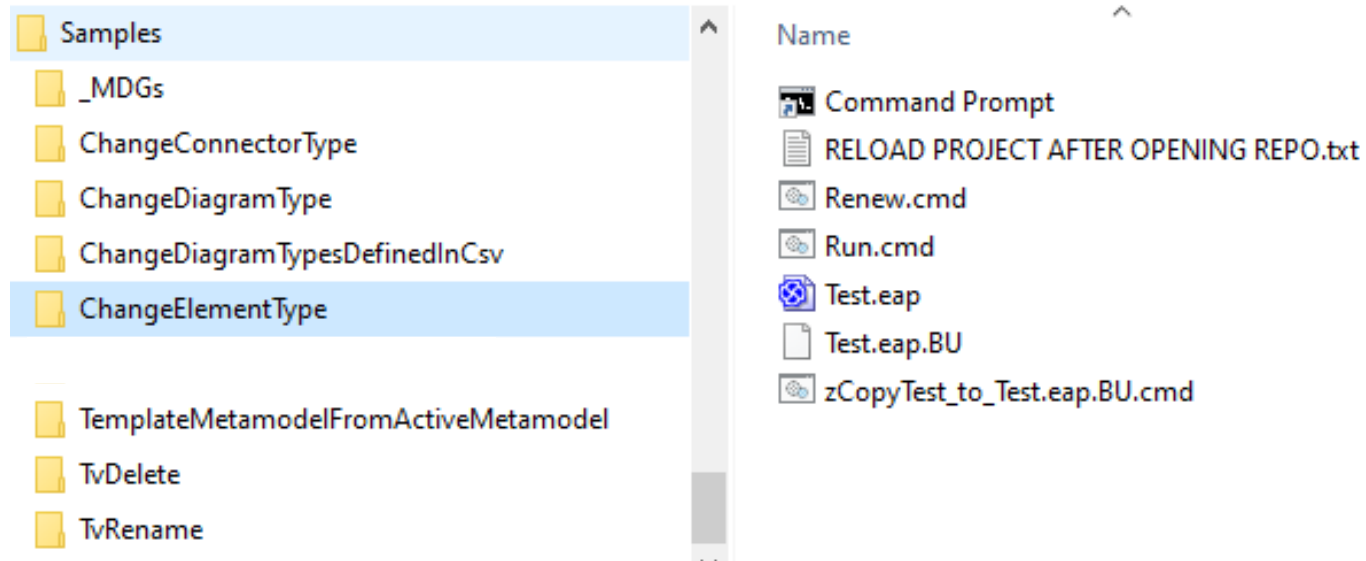 Samples
_MDGs
ChangeConnectorType
ChangeDiagramType
ChangeDiagramTypesDefinedInCsv
ChangeElementType
TemplateMetamodelFromActiveMetamodel
TvDelete
TvRename
Name
Command Prompt
RELOAD PROJECT AFTER OPENING REPO.txt
Renew.cmd
Run.cmd
Test.eap
Test.eap.BU
zCopyTest_to_Test.eap.BU.cmd